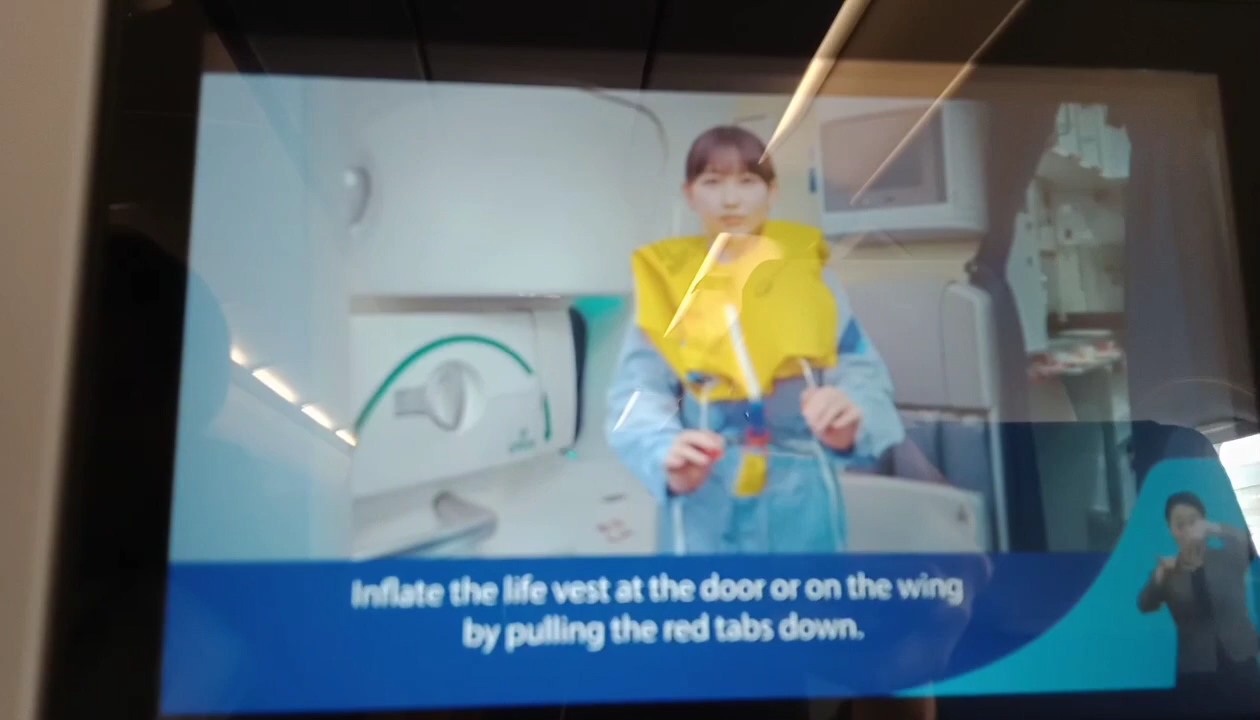 Inflate the life vest at the door or on the wing
by pulling the red tabs down.